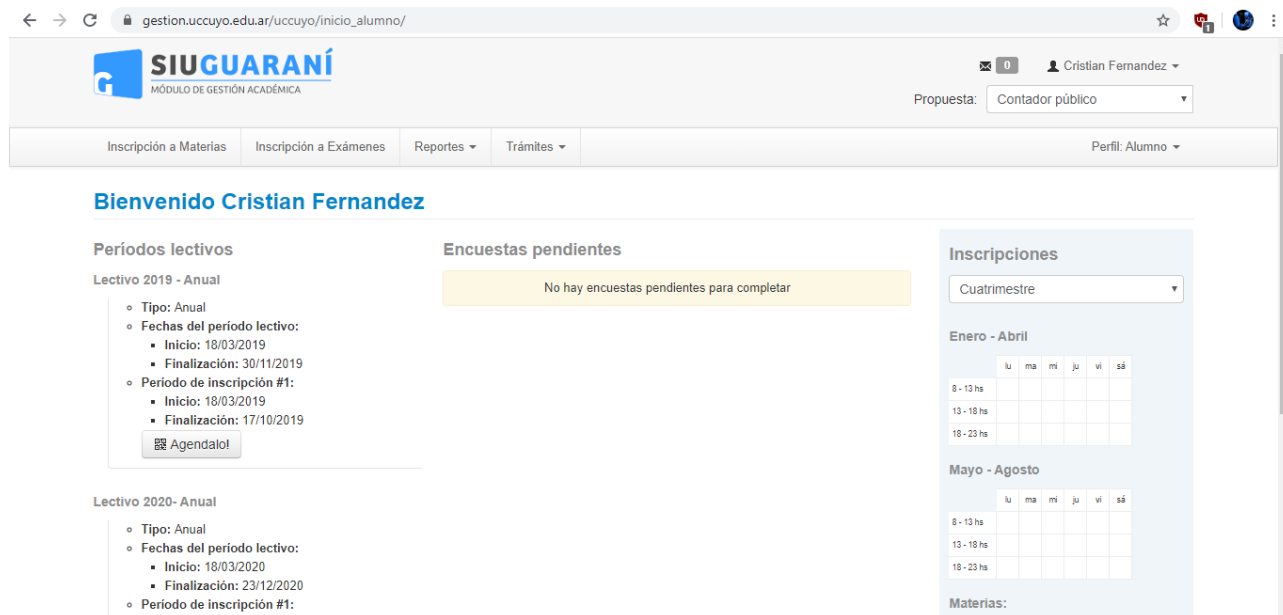 gestion.uccuyo.edu.ar/uccuyo/inicio_alumno/
1
G
SIUGUARANÍ
MÓDULO DE GESTIÓN ACADÉMICA
0
Cristian Fernandez
Propuesta: Contador público
Inscripción a Materias Inscripción a Exámenes Reportes Trámites Perfil: Alumno
Bienvenido Cristian Fernandez
Períodos lectivos
Lectivo 2019 - Anual
Tipo: Anual
Fechas del período lectivo:
Inicio: 18/03/2019
Finalización: 30/11/2019
Período de inscripción #1:
Inicio: 18/03/2019
Finalización: 17/10/2019
Agendalo!
Lectivo 2020- Anual
Tipo: Anual
Fechas del período lectivo:
Inicio: 18/03/2020
Finalización: 23/12/2020
Período de inscripción #1:
Encuestas pendientes
No hay encuestas pendientes para completar
Inscripciones
Cuatrimestre
Enero - Abril
lu ma mi ju vi sá
8 - 13 hs
13 - 18 hs
18 - 23 hs
Mayo - Agosto
lu ma mi ju vi sá
8 - 13 hs
13 - 18 hs
18 - 23 hs
Materias: